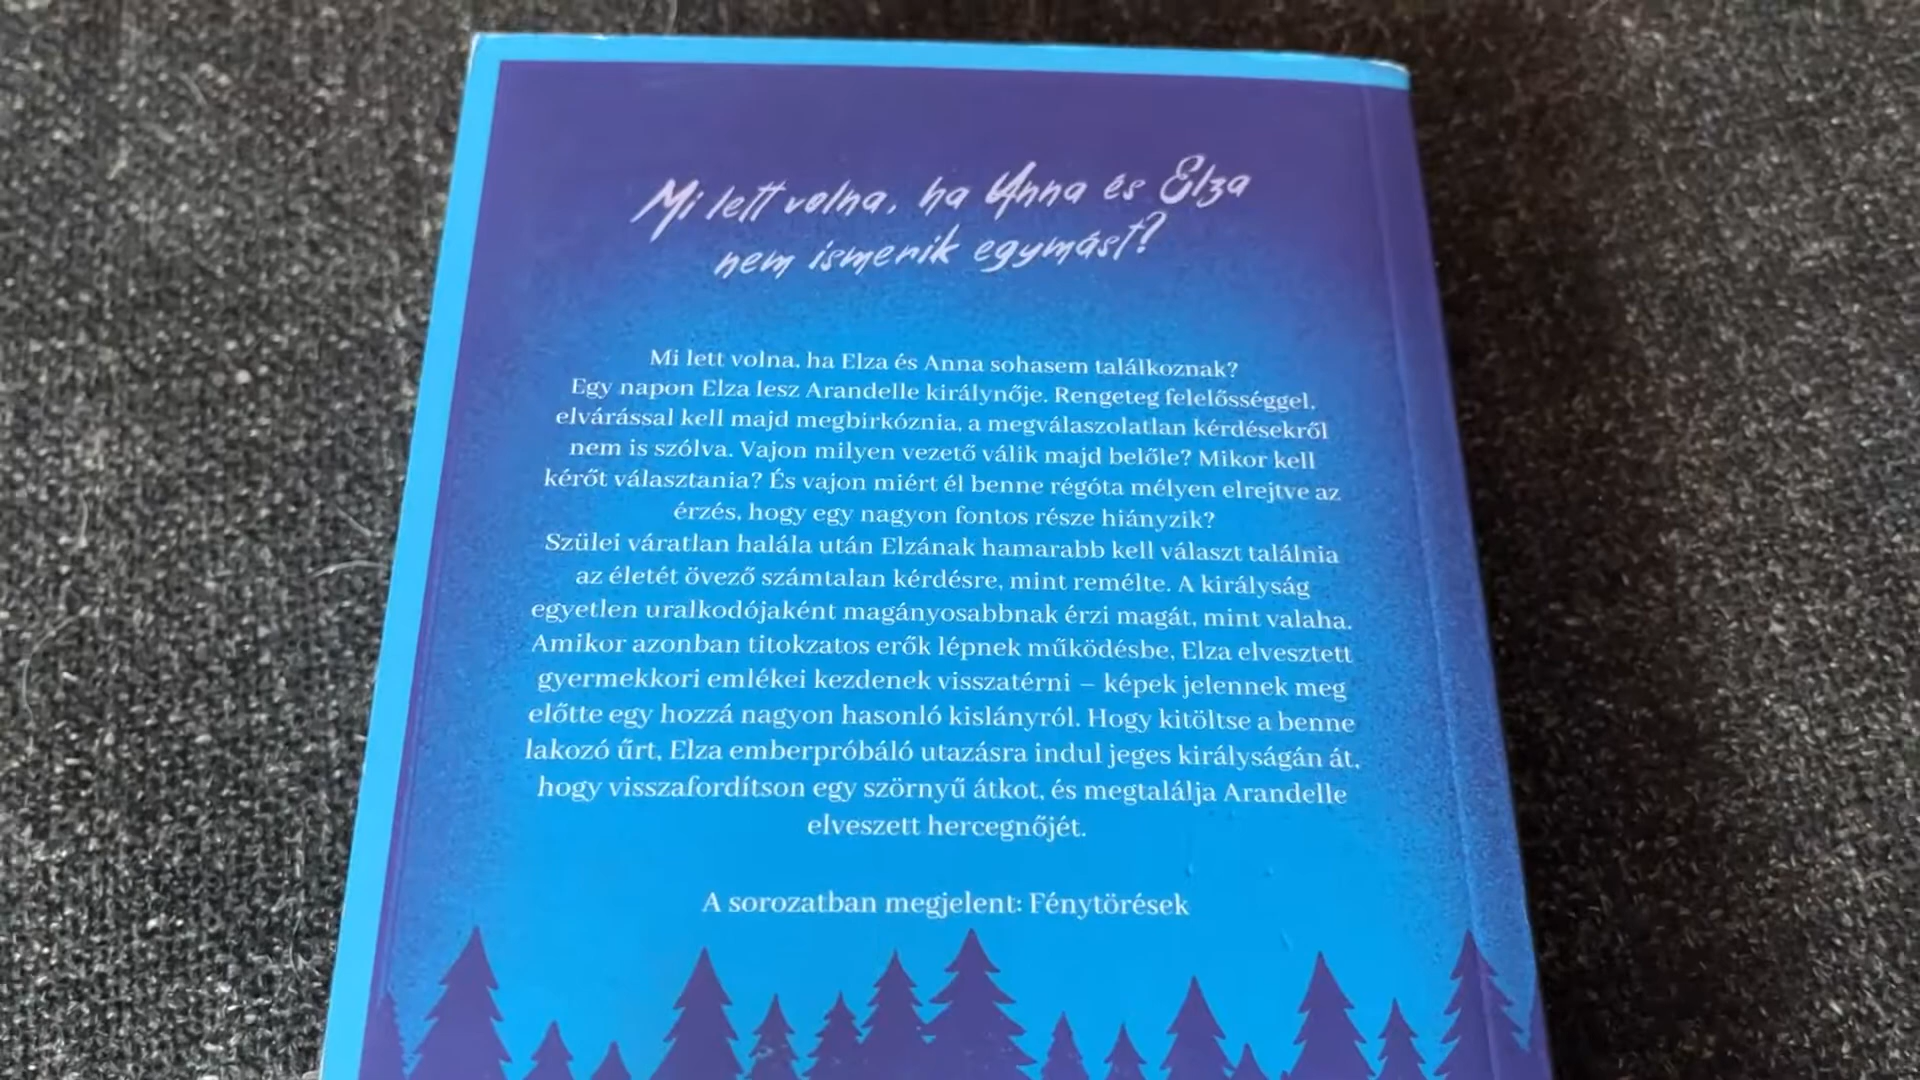 Mi lett volna, ha Anna és Elza
nem ismerik egymást?
Mi lett volna, ha Elza és Anna sohasem találkoznak?
Egy napon Elza lesz Arandelle királynője. Rengeteg felelősséggel,
elvárással kell majd megbirkóznia, a megválaszolatlan kérdésekről
nem is szólva. Vajon milyen vezető válik majd belőle? Mikor kell
kérőt választania? És vajon miért él benne régóta mélyen elrejtve az
érzés, hogy egy nagyon fontos része hiányzik?
Szülei váratlan halála után Elzának hamarabb kell választ találnia
az életét övező számtalan kérdésre, mint remélte. A királyság
egyetlen uralkodójaként magányosabbnak érzi magát, mint valaha.
Amikor azonban titokzatos erők lépnek működésbe, Elza elvesztett
gyermekkori emlékei kezdenek visszatérni – képek jelennek meg
előtte egy hozzá nagyon hasonló kislányról. Hogy kitöltse a benne
lakozó űrt, Elza emberpróbáló utazásra indul jeges királyságán át,
hogy visszafordítson egy szörnyű átkot, és megtalálja Arandelle
elveszett hercegnőjét.
A sorozatban megjelent: Fénytörések